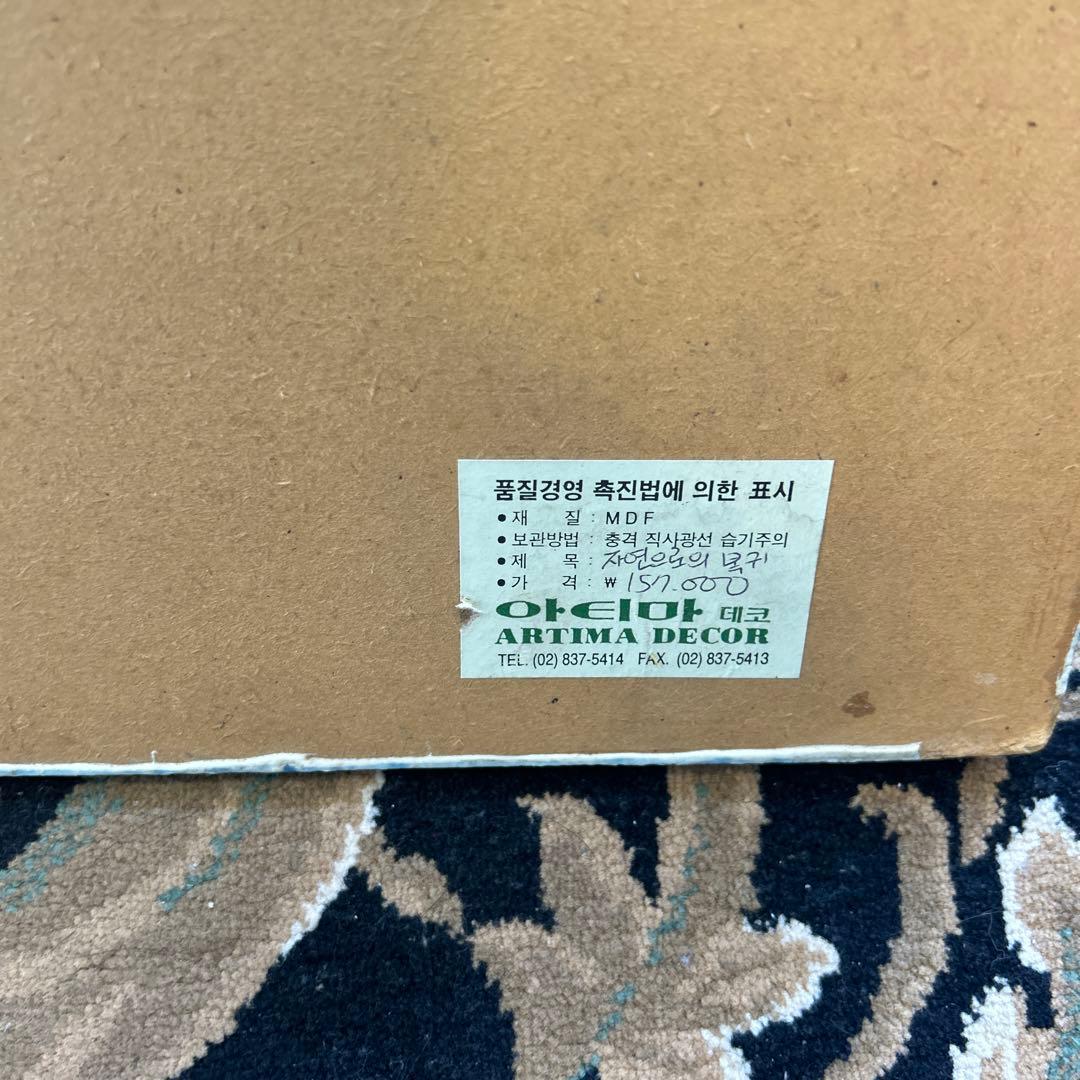 품질경영 촉진법에 의한 표시
• 재 질 : MDF
• 보관방법 : 충격 직사광선 습기주의
• 제 목 : 자연으로의 복귀
• 가 격 : ₩ 157.000
아티마 데코
ARTIMA DECOR
TEL. (02) 837-5414 FAX. (02) 837-5413